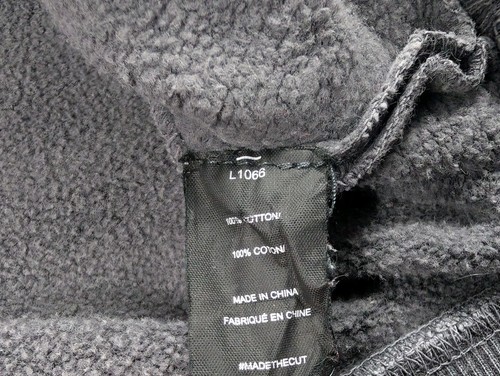 L1066
100% COTTON/
100% COTON/
MADE IN CHINA
FABRIQUÉ EN CHINE
#MADETHECUT